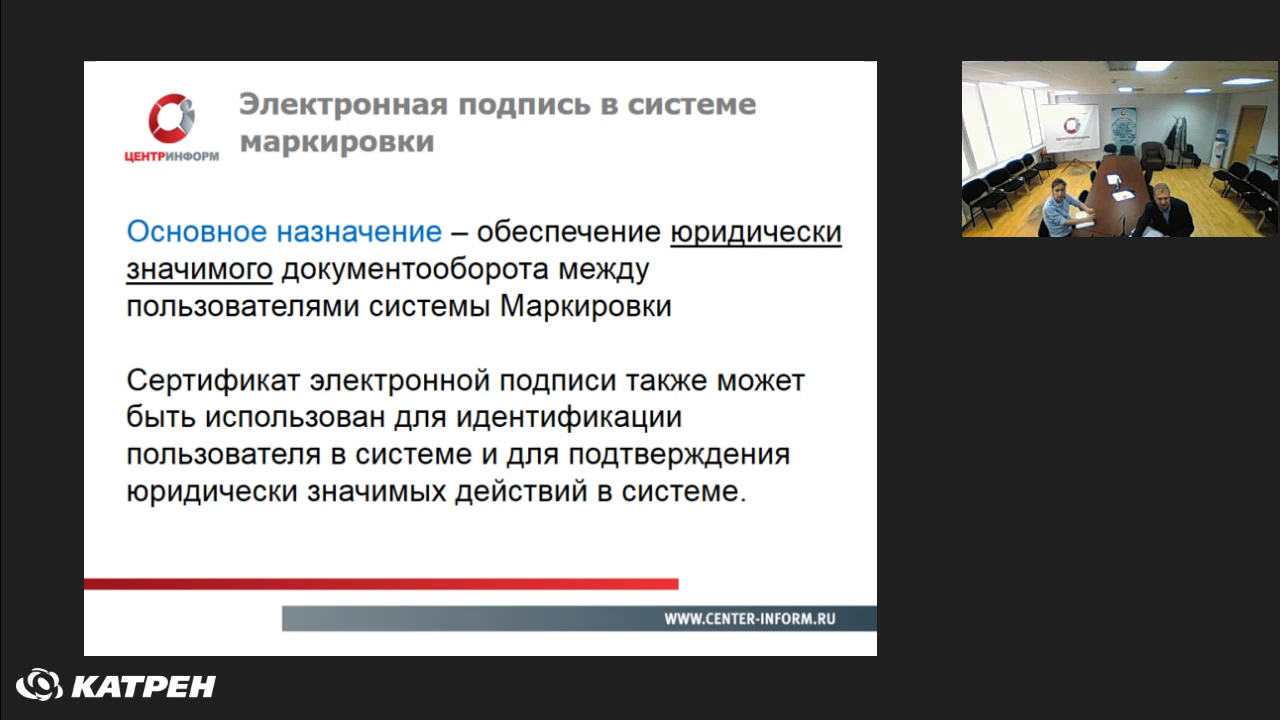 Электронная подпись в системе
маркировки
ЦЕНТРИНФОРМ
Основное назначение – обеспечение юридически
значимого документооборота между
пользователями системы Маркировки
Сертификат электронной подписи также может
быть использован для идентификации
пользователя в системе и для подтверждения
юридически значимых действий в системе.
WWW.CENTER-INFORM.RU
КАТРЕН